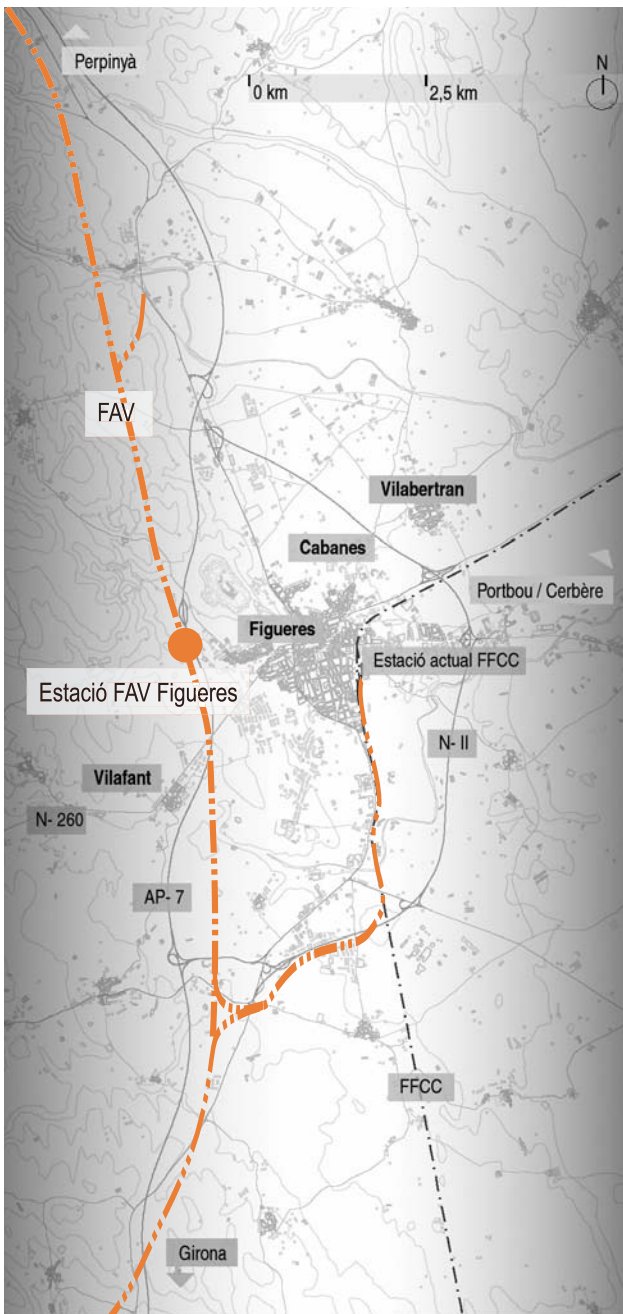 Perpinyà
N
0 km
2,5 km
FAV
Vilabertran
Cabanes
Portbou / Cerbère
Figueres
Estació actual FFCC
Estació FAV Figueres
N- II
Vilafant
N- 260
AP- 7
FFCC
Girona